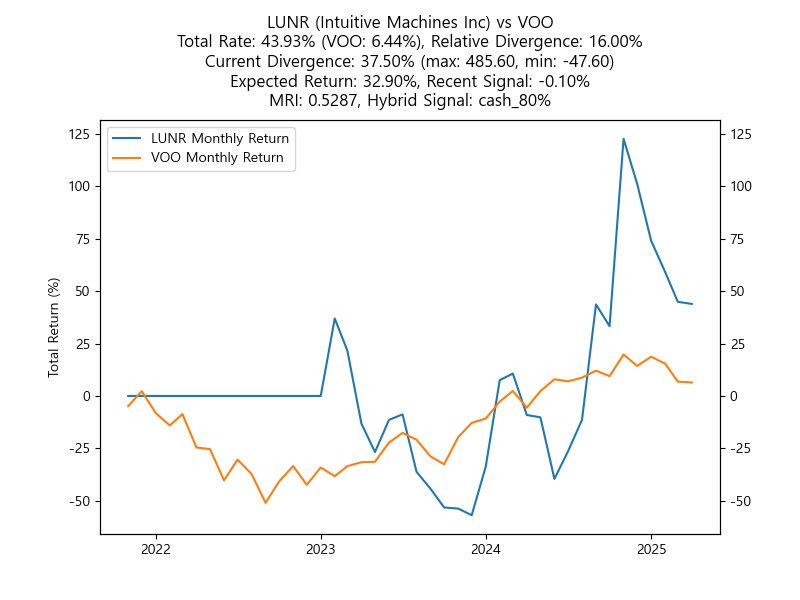 LUNR (Intuitive Machines Inc) vs VOO
Total Rate: 43.93% (VOO: 6.44%), Relative Divergence: 16.00%
Current Divergence: 37.50% (max: 485.60, min: -47.60)
Expected Return: 32.90%, Recent Signal: -0.10%
MRI: 0.5287, Hybrid Signal: cash_80%
LUNR Monthly Return
VOO Monthly Return
Total Return (%)
125
100
75
50
25
0
-25
-50
125
100
75
50
25
0
-25
-50
2022
2023
2024
2025